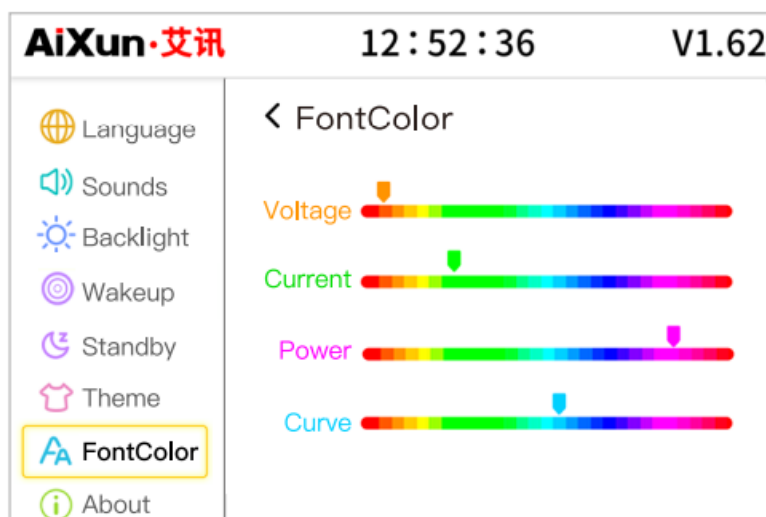 AiXun·艾讯 12:52:36 V1.62
Language
Sounds
Backlight
Wakeup
Standby
Theme
FontColor
About
< FontColor
Voltage
Current
Power
Curve